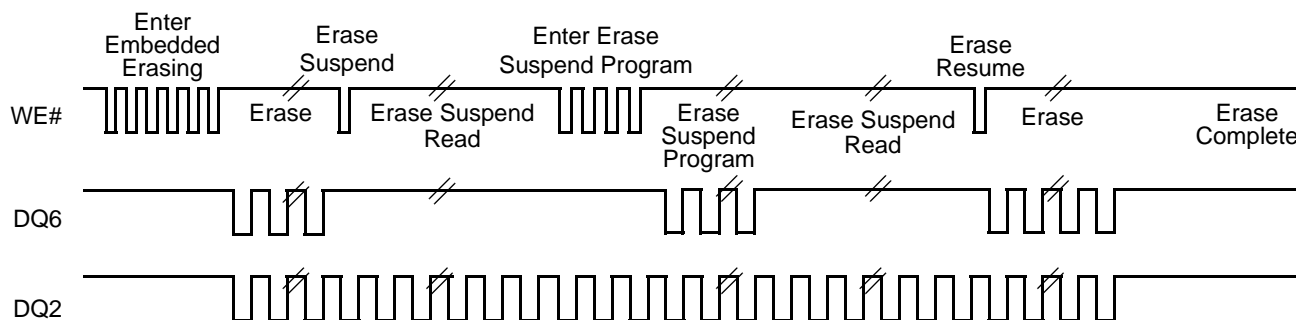 Enter
Embedded
Erasing
Erase
Suspend
Enter Erase
Suspend Program
Erase
Resume
WE#
Erase
Erase Suspend
Read
Erase
Suspend
Program
Erase Suspend
Read
Erase
Erase
Complete
DQ6
DQ2